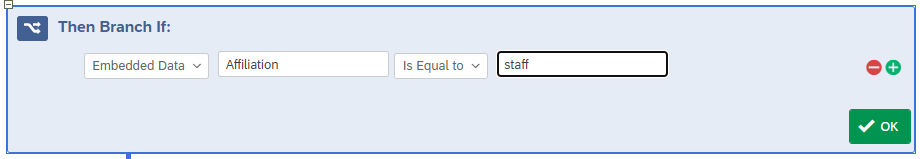 Then Branch If:
Embedded Data Affiliation Is Equal to staff
OK